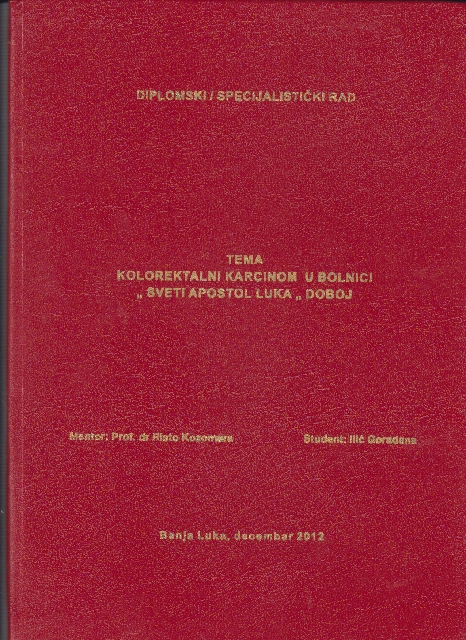 DIPLOMSKI / SPECIJALISTIČKI RAD
TEMA
KOLOREKTALNI KARCINOM U BOLNICI
„ SVETI APOSTOL LUKA „ DOBOJ
Mentor: Prof. dr Risto Kozomara
Student: Ilić Goradana
Banja Luka, decembar 2012